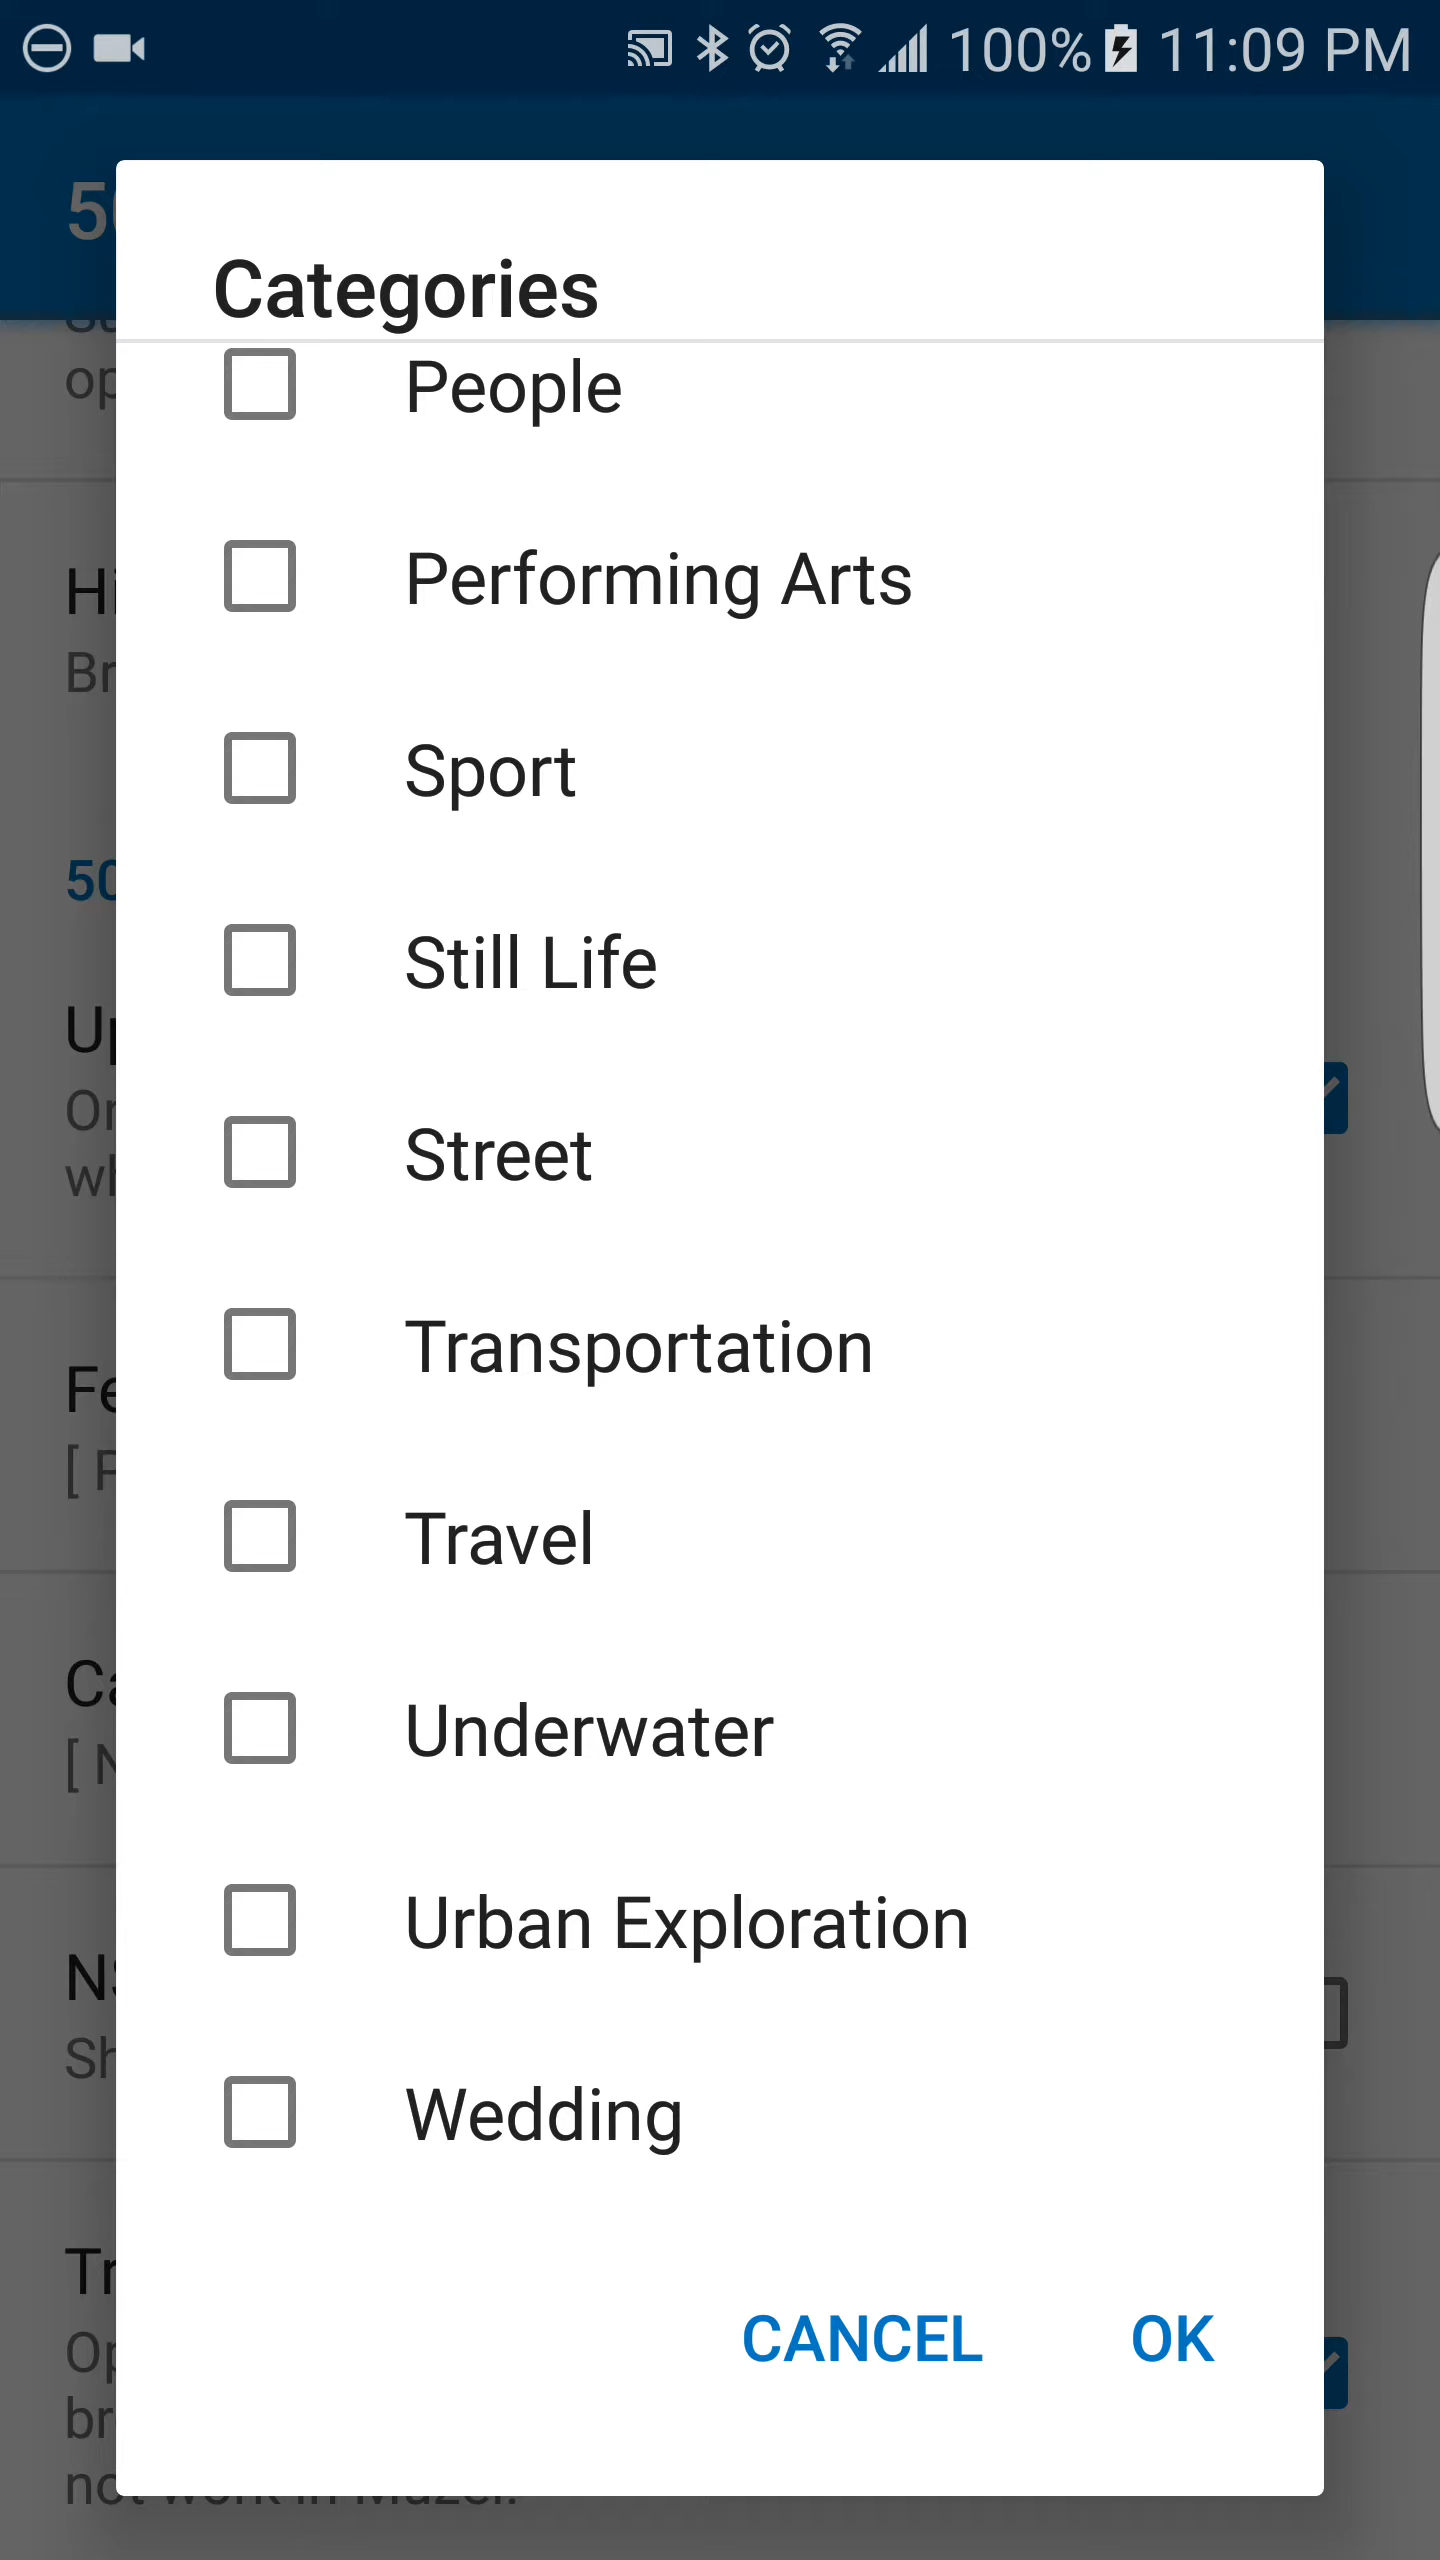 100% 11:09 PM
Categories
People
Performing Arts
Sport
Still Life
Street
Transportation
Travel
Underwater
Urban Exploration
Wedding
CANCEL OK